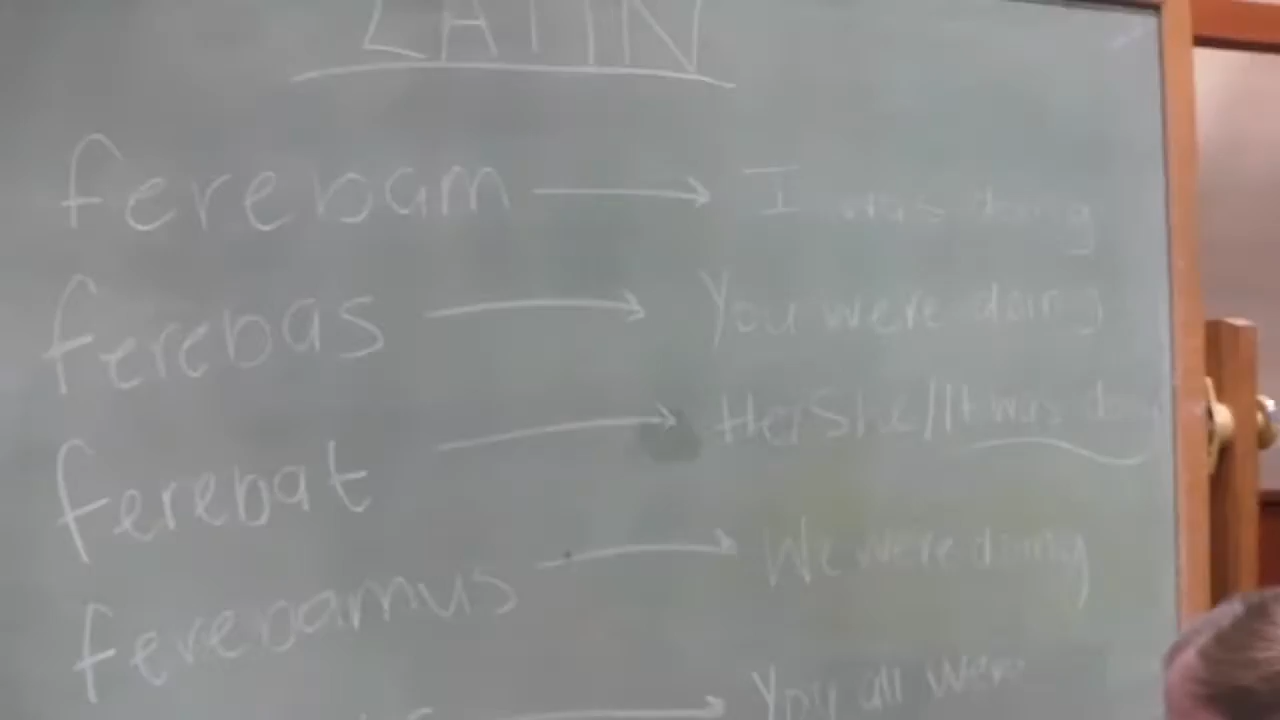 LATIN
ferebam → I was doing
ferebas → You were doing
ferebat → He/She/It was
ferebamus → We were doing
→ You all were